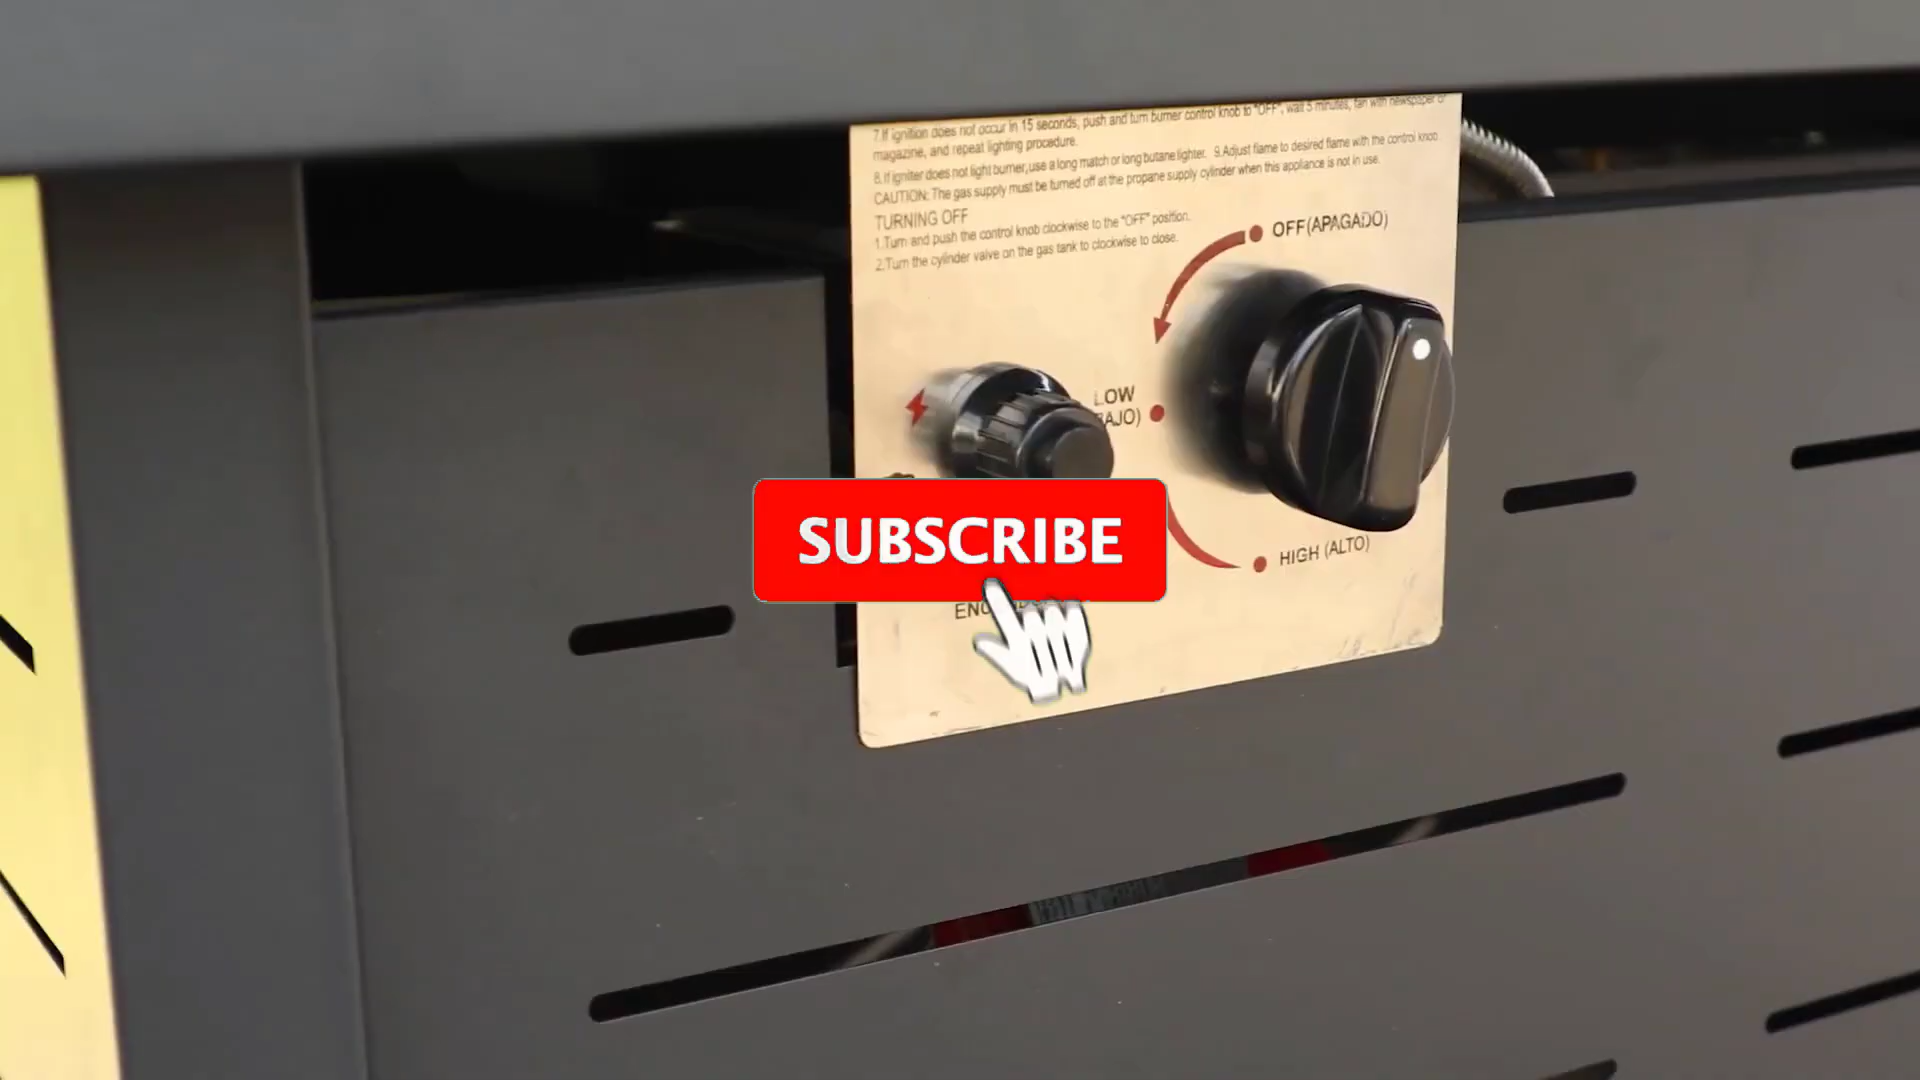 7.If ignition does not occur in 15 seconds, push and turn burner control knob to "OFF", wait 5 minutes, fan with newspaper or
magazine, and repeat lighting procedure.
8.If igniter does not light burner,use a long match or long butane lighter. 9.Adjust flame to desired flame with the control knob.
CAUTION: The gas supply must be turned off at the propane supply cylinder when this appliance is not in use.
TURNING OFF
1.Turn and push the control knob clockwise to the "OFF" position.
2.Turn the cylinder valve on the gas tank to clockwise to close.
OFF(APAGADO)
LOW
HIGH (ALTO)
SUBSCRIBE